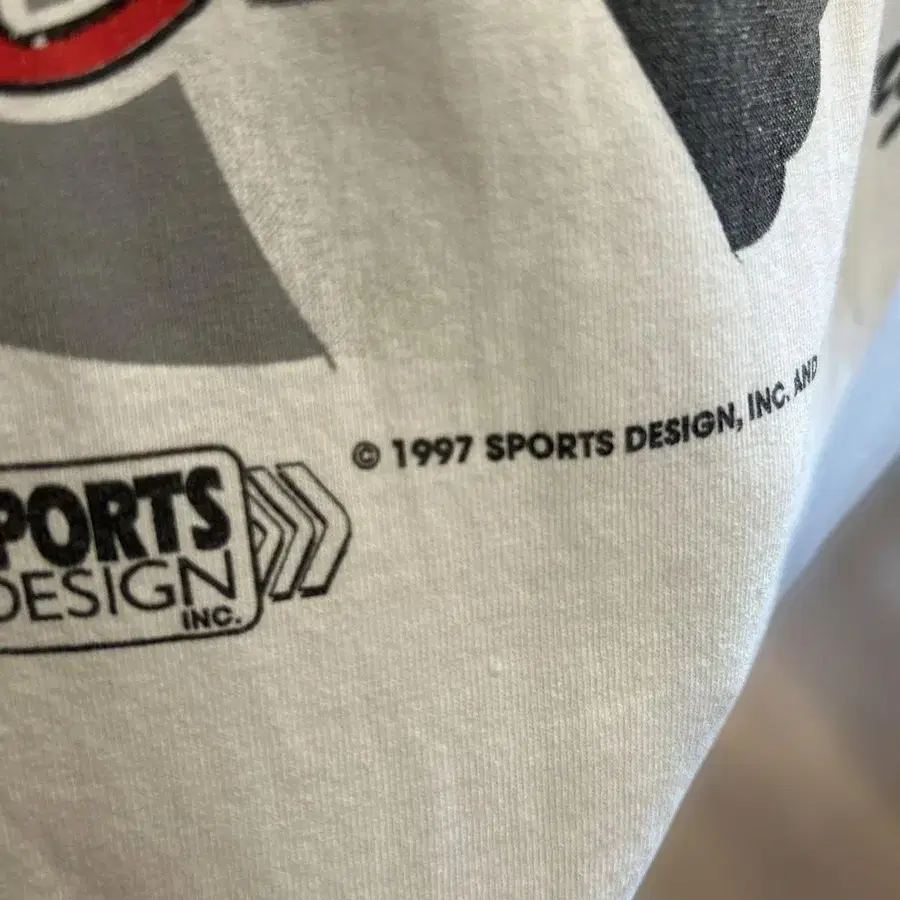 © 1997 SPORTS DESIGN, INC. AND
PORTS
DESIGN
INC.